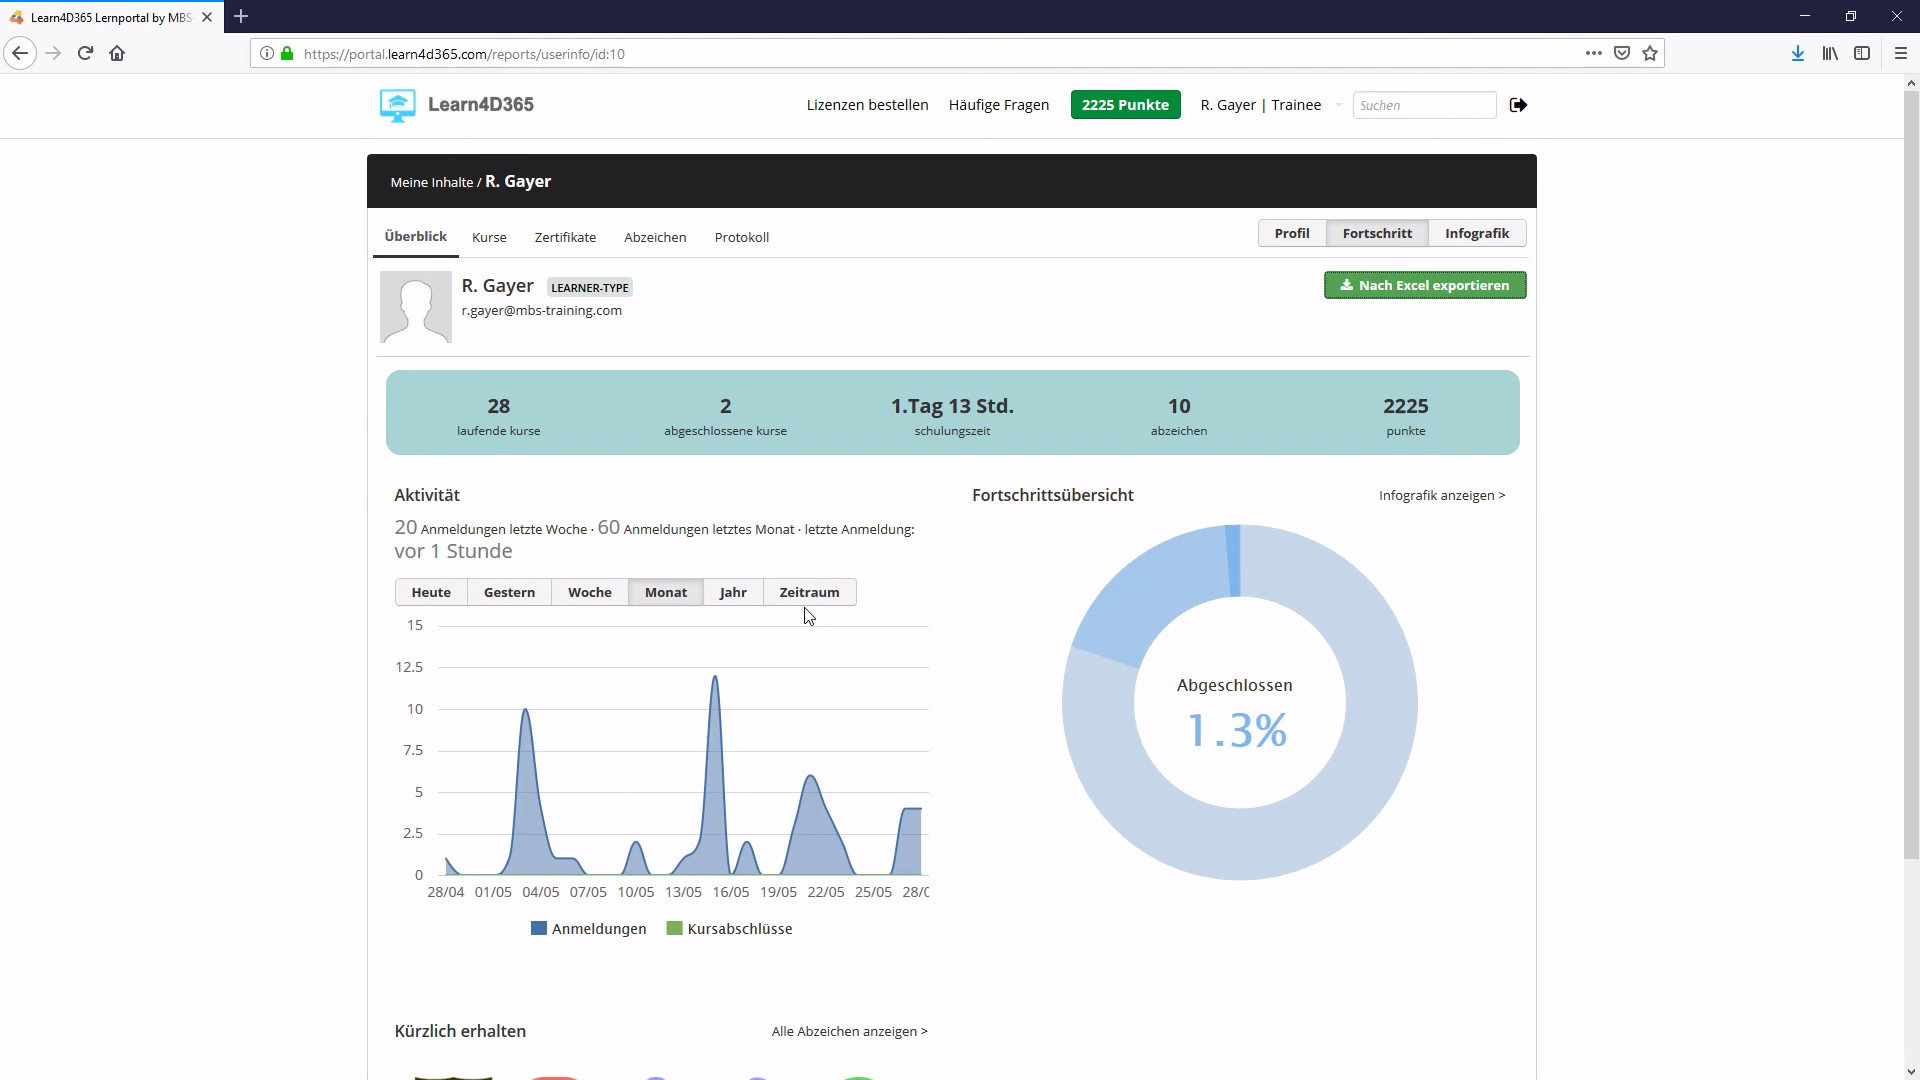 Learn4D365 Lernportal by MBS
https://portal.learn4d365.com/reports/userinfo/id:10
Learn4D365
Lizenzen bestellen
Häufige Fragen
2225 Punkte
R. Gayer | Trainee
Suchen
Meine Inhalte / R. Gayer
Überblick
Kurse
Zertifikate
Abzeichen
Protokoll
Profil
Fortschritt
Infografik
R. Gayer LEARNER-TYPE
r.gayer@mbs-training.com
Nach Excel exportieren
28
laufende kurse
2
abgeschlossene kurse
1.Tag 13 Std.
schulungszeit
10
abzeichen
2225
punkte
Aktivität
20 Anmeldungen letzte Woche · 60 Anmeldungen letztes Monat · letzte Anmeldung:
vor 1 Stunde
Heute
Gestern
Woche
Monat
Jahr
Zeitraum
15
12.5
10
7.5
5
2.5
0
28/04 01/05 04/05 07/05 10/05 13/05 16/05 19/05 22/05 25/05
Anmeldungen
Kursabschlüsse
Fortschrittsübersicht
Infografik anzeigen >
Abgeschlossen
1.3%
Kürzlich erhalten
Alle Abzeichen anzeigen >